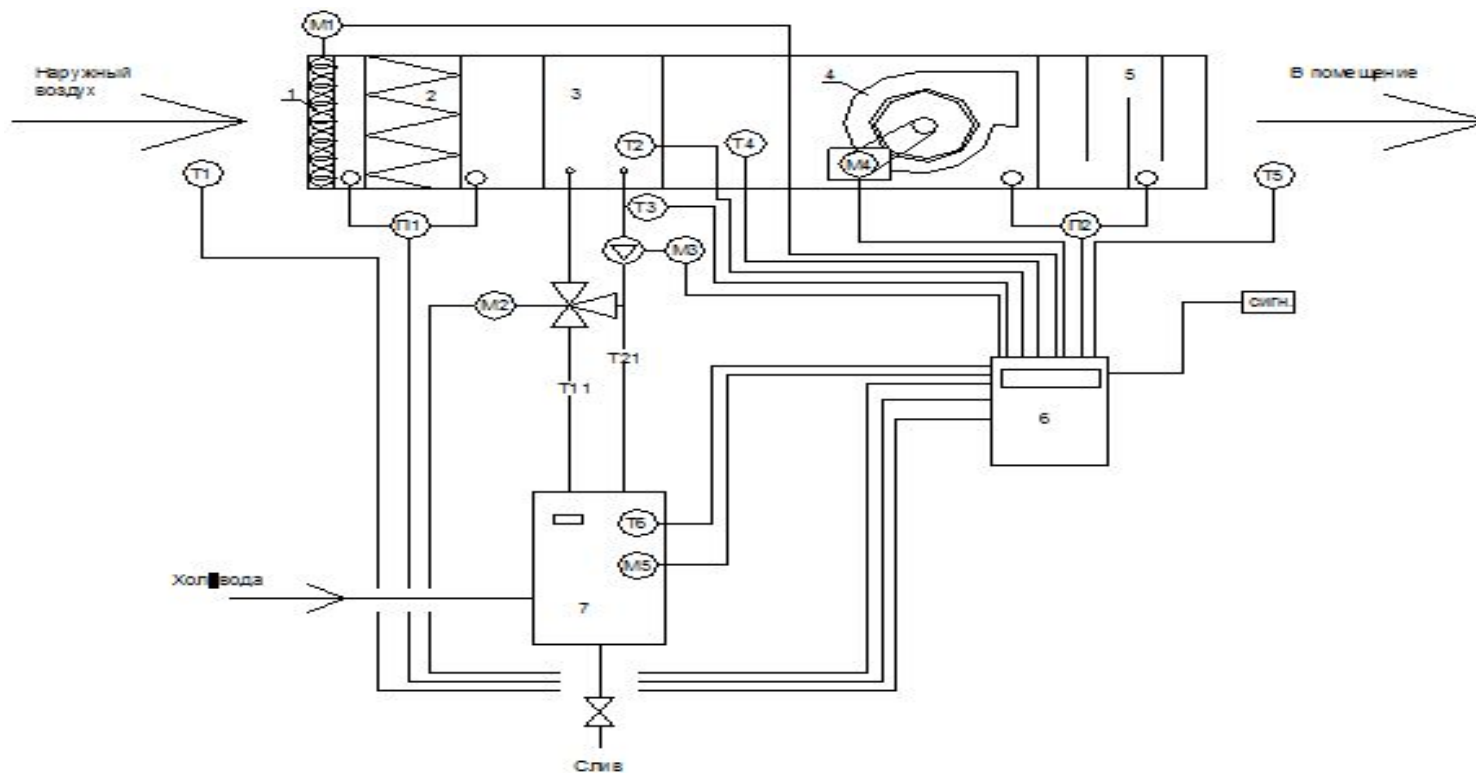 М1
Наружный
воздух
1
2
3
4
5
В помещение
Т1
Т2
Т4
М4
Т5
П1
Т3
П2
М3
М2
сигн.
Т21
Т11
6
Т6
М5
Хол вода
7
Слив